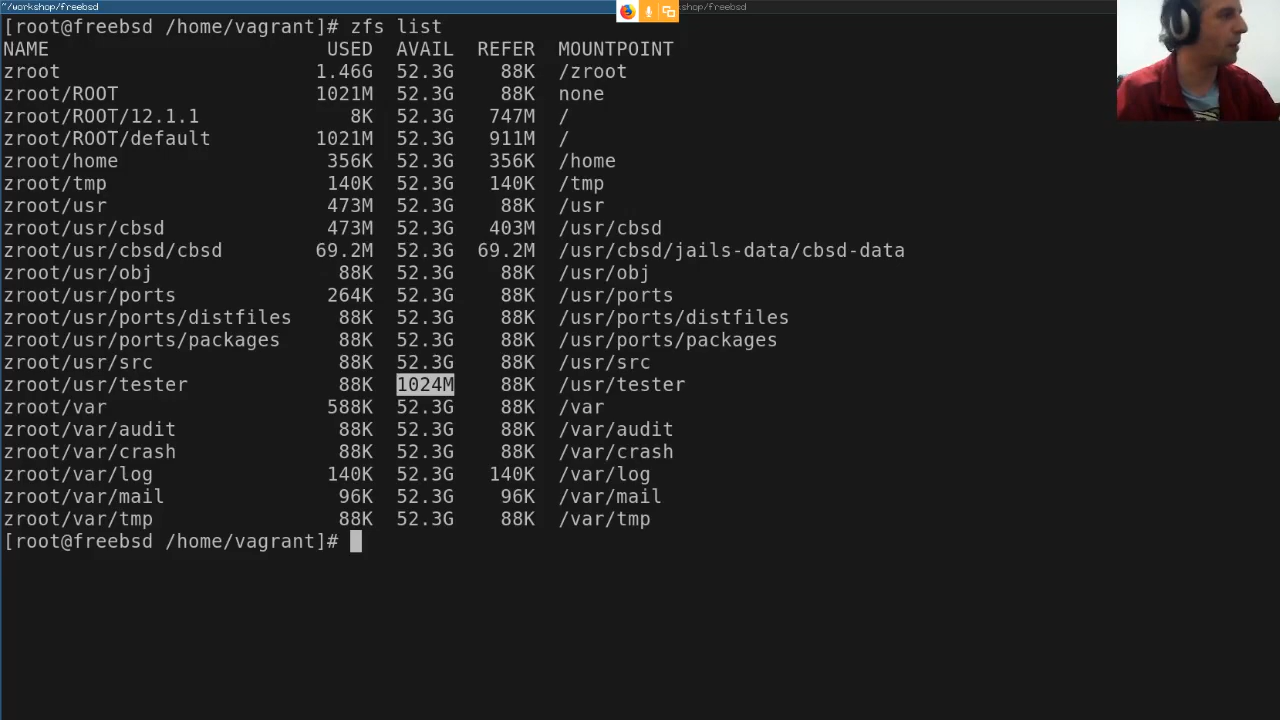 ~/workshop/freebsd shop/freebsd
[root@freebsd /home/vagrant]# zfs list
NAME USED AVAIL REFER MOUNTPOINT
zroot 1.46G 52.3G 88K /zroot
zroot/ROOT 1021M 52.3G 88K none
zroot/ROOT/12.1.1 8K 52.3G 747M /
zroot/ROOT/default 1021M 52.3G 911M /
zroot/home 356K 52.3G 356K /home
zroot/tmp 140K 52.3G 140K /tmp
zroot/usr 473M 52.3G 88K /usr
zroot/usr/cbsd 473M 52.3G 403M /usr/cbsd
zroot/usr/cbsd/cbsd 69.2M 52.3G 69.2M /usr/cbsd/jails-data/cbsd-data
zroot/usr/obj 88K 52.3G 88K /usr/obj
zroot/usr/ports 264K 52.3G 88K /usr/ports
zroot/usr/ports/distfiles 88K 52.3G 88K /usr/ports/distfiles
zroot/usr/ports/packages 88K 52.3G 88K /usr/ports/packages
zroot/usr/src 88K 52.3G 88K /usr/src
zroot/usr/tester 88K 1024M 88K /usr/tester
zroot/var 588K 52.3G 88K /var
zroot/var/audit 88K 52.3G 88K /var/audit
zroot/var/crash 88K 52.3G 88K /var/crash
zroot/var/log 140K 52.3G 140K /var/log
zroot/var/mail 96K 52.3G 96K /var/mail
zroot/var/tmp 88K 52.3G 88K /var/tmp
[root@freebsd /home/vagrant]#